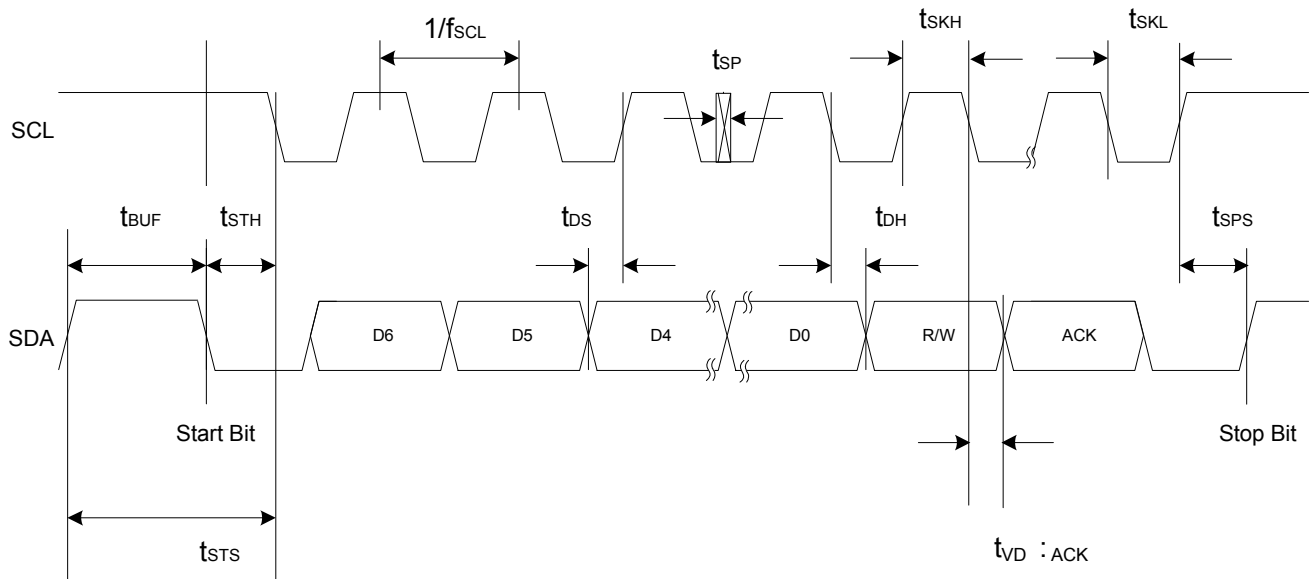 1/fSCL
tSKH
tSKL
tSP
SCL
tBUF
tSTH
tDS
tDH
tSPS
SDA
D6
D5
D4
D0
R/W
ACK
Start Bit
Stop Bit
tSTS
tVD : ACK